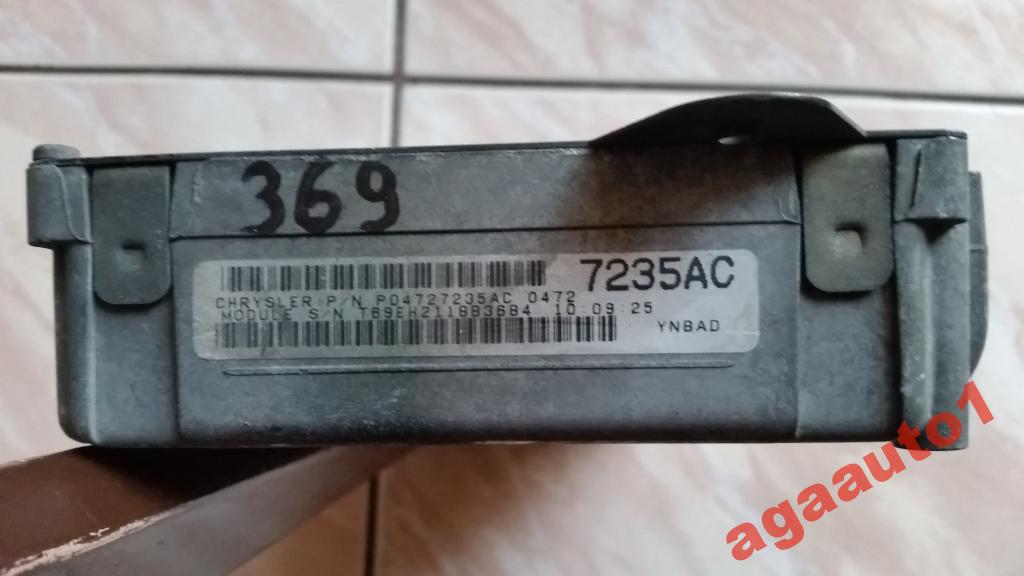 369
7235AC
CHRYSLER P/N P04727235AC 0472
MODULE S/N T69EH211883684 10:09:25
YNBAD
agaauto1